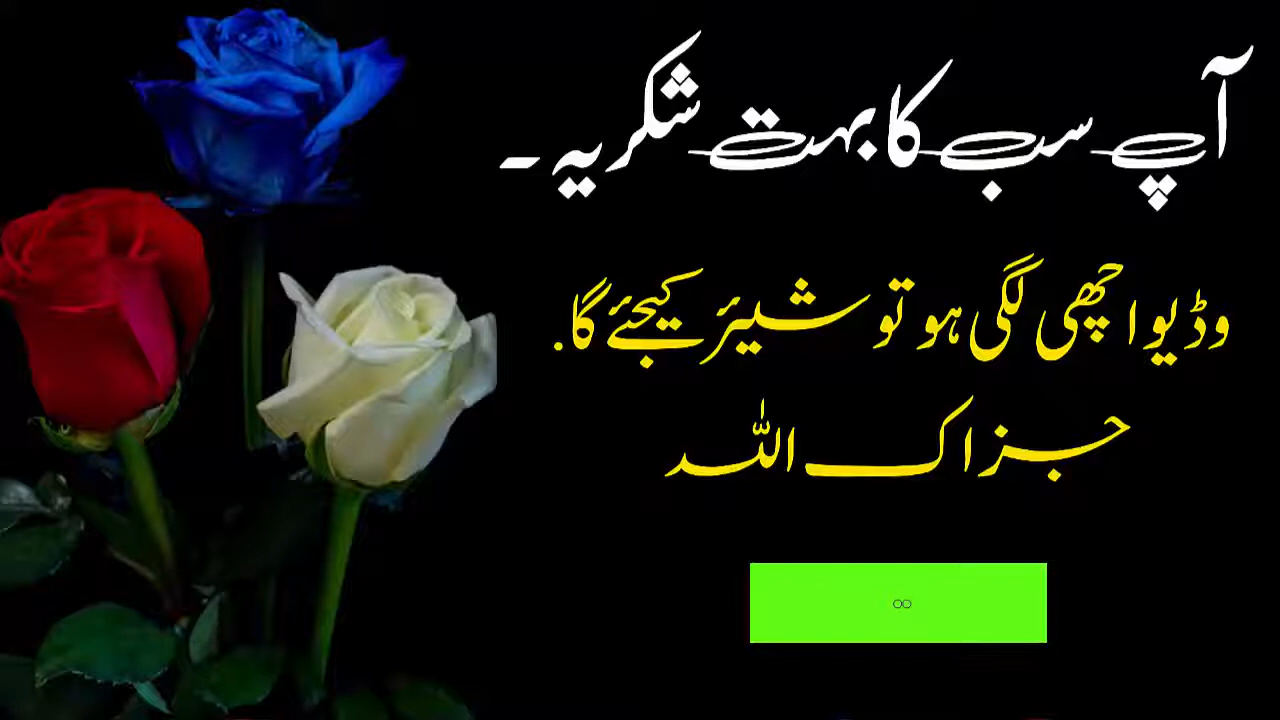 آپ سب کا بہت شکریہ ۔
وڈیو اچھی لگی ہو تو شیئر کیجئے گا.
جزاک اللہ